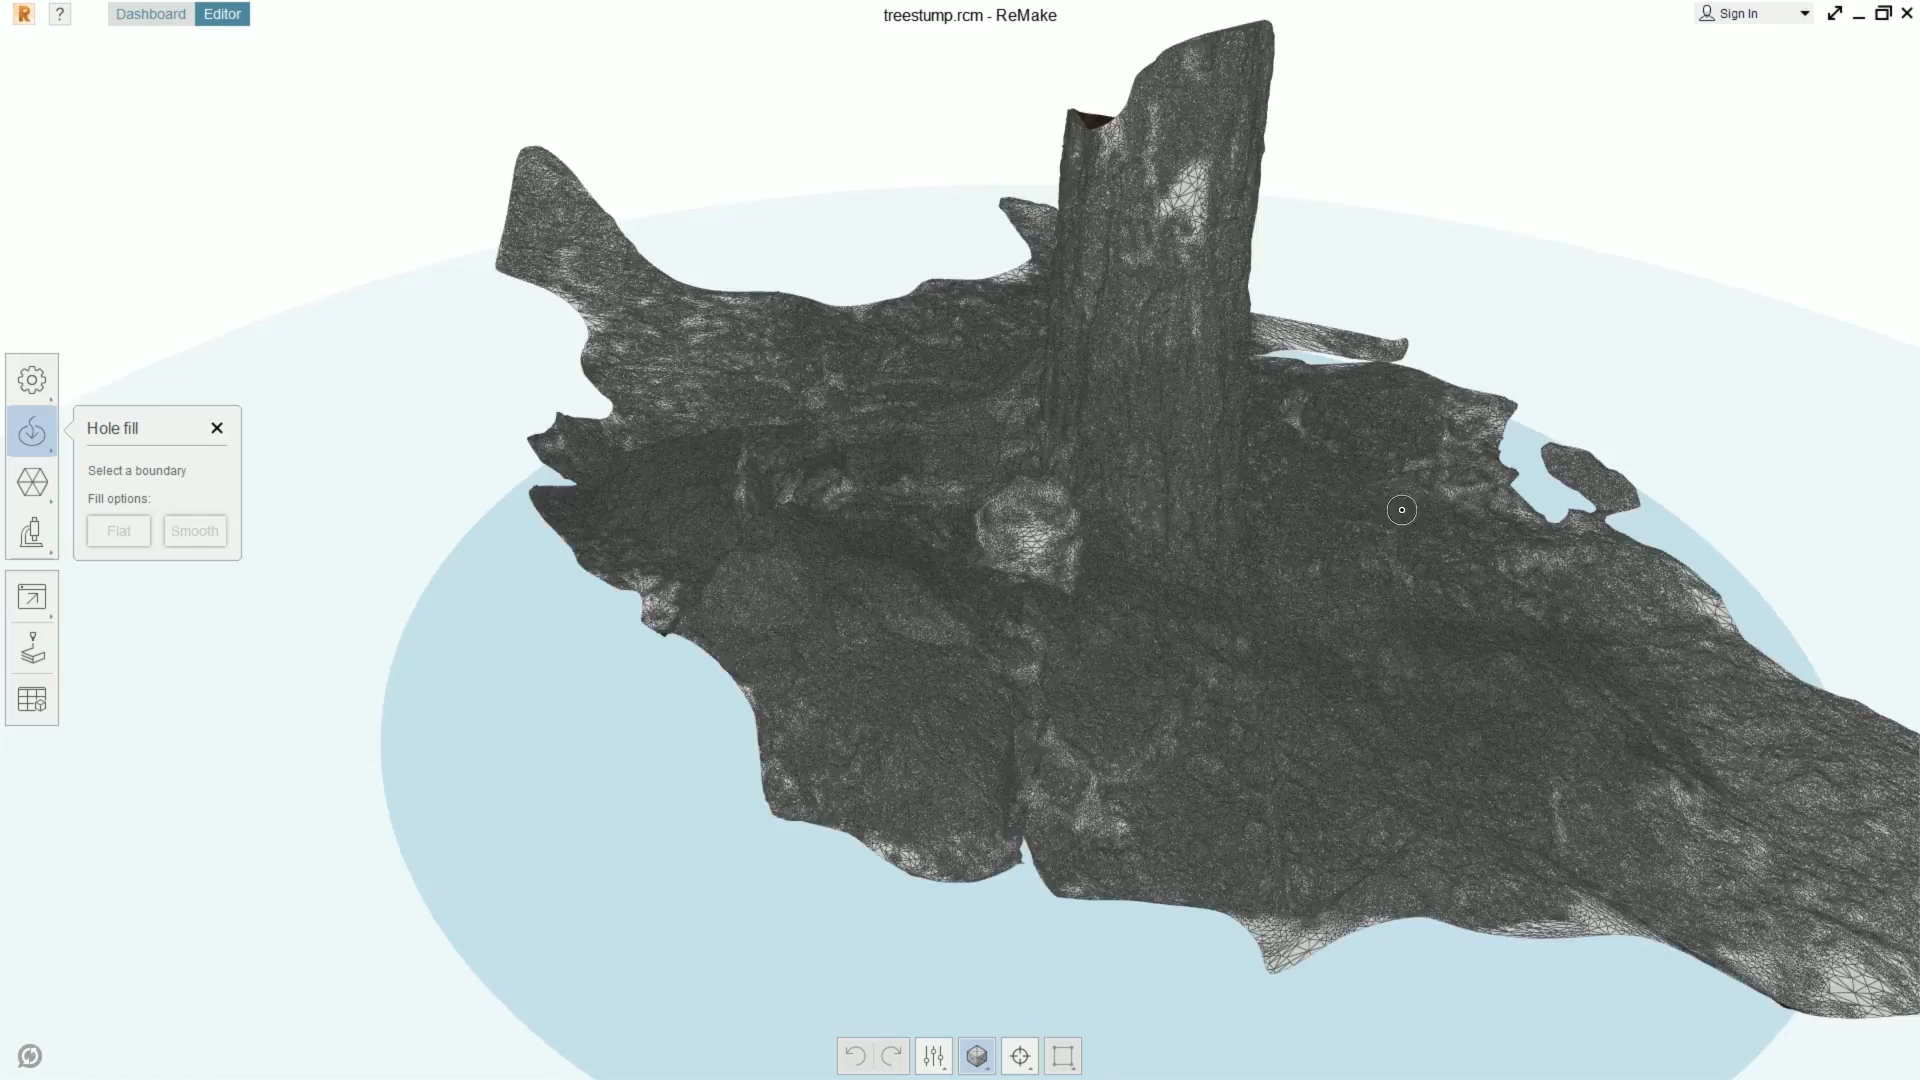 R ? Dashboard Editor
treestump.rcm - ReMake
Sign In
Hole fill
Select a boundary
Fill options:
Flat Smooth